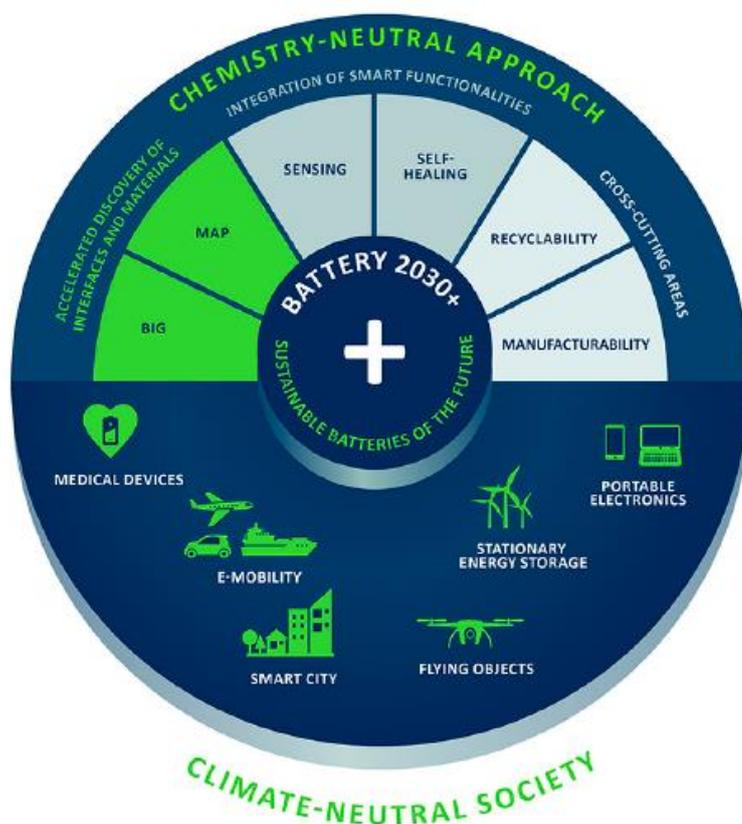 CHEMISTRY-NEUTRAL APPROACH
INTEGRATION OF SMART FUNCTIONALITIES
ACCELERATED DISCOVERY OF
INTERFACES AND MATERIALS
CROSS-CUTTING AREAS
BIG
MAP
SENSING
SELF-
HEALING
RECYCLABILITY
MANUFACTURABILITY
BATTERY 2030+
+
SUSTAINABLE BATTERIES OF THE FUTURE
MEDICAL DEVICES
PORTABLE
ELECTRONICS
E-MOBILITY
STATIONARY
ENERGY STORAGE
SMART CITY
FLYING OBJECTS
CLIMATE-NEUTRAL SOCIETY